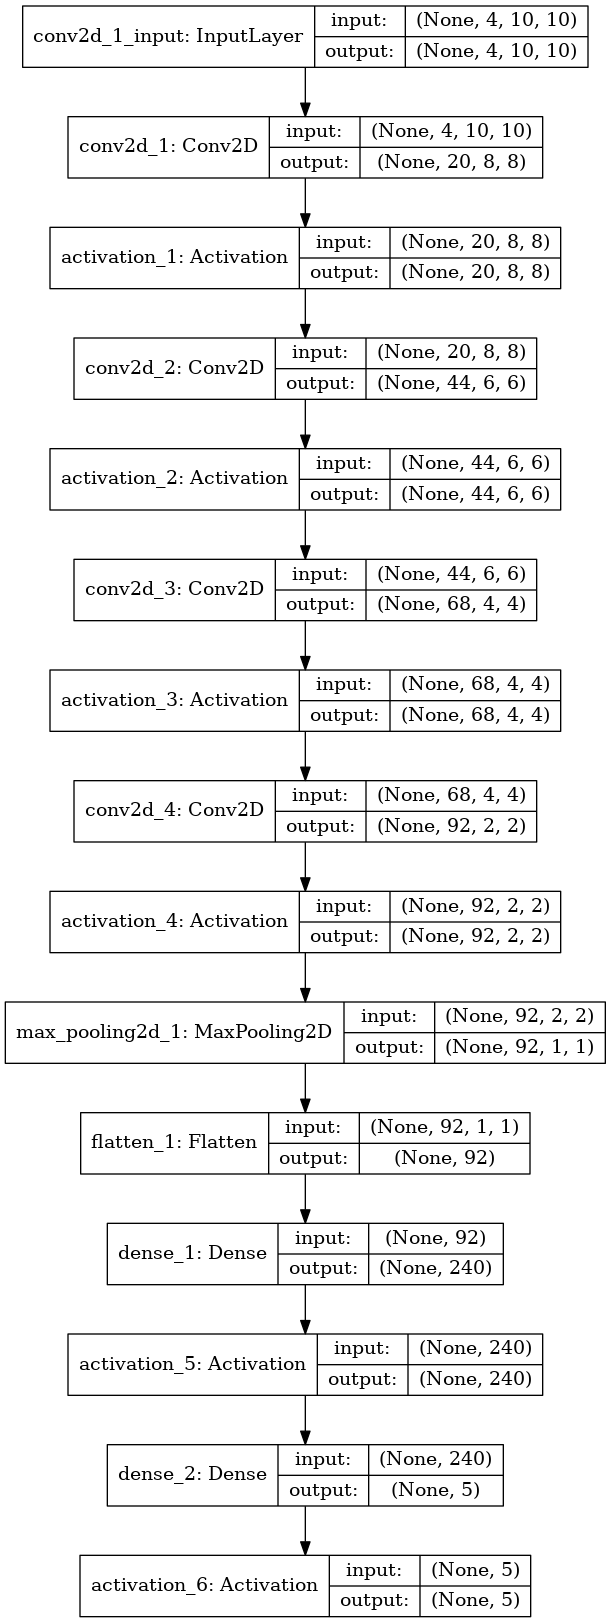 conv2d_1_input: InputLayer
input: (None, 4, 10, 10)
output: (None, 4, 10, 10)
conv2d_1: Conv2D
input: (None, 4, 10, 10)
output: (None, 20, 8, 8)
activation_1: Activation
input: (None, 20, 8, 8)
output: (None, 20, 8, 8)
conv2d_2: Conv2D
input: (None, 20, 8, 8)
output: (None, 44, 6, 6)
activation_2: Activation
input: (None, 44, 6, 6)
output: (None, 44, 6, 6)
conv2d_3: Conv2D
input: (None, 44, 6, 6)
output: (None, 68, 4, 4)
activation_3: Activation
input: (None, 68, 4, 4)
output: (None, 68, 4, 4)
conv2d_4: Conv2D
input: (None, 68, 4, 4)
output: (None, 92, 2, 2)
activation_4: Activation
input: (None, 92, 2, 2)
output: (None, 92, 2, 2)
max_pooling2d_1: MaxPooling2D
input: (None, 92, 2, 2)
output: (None, 92, 1, 1)
flatten_1: Flatten
input: (None, 92, 1, 1)
output: (None, 92)
dense_1: Dense
input: (None, 92)
output: (None, 240)
activation_5: Activation
input: (None, 240)
output: (None, 240)
dense_2: Dense
input: (None, 240)
output: (None, 5)
activation_6: Activation
input: (None, 5)
output: (None, 5)